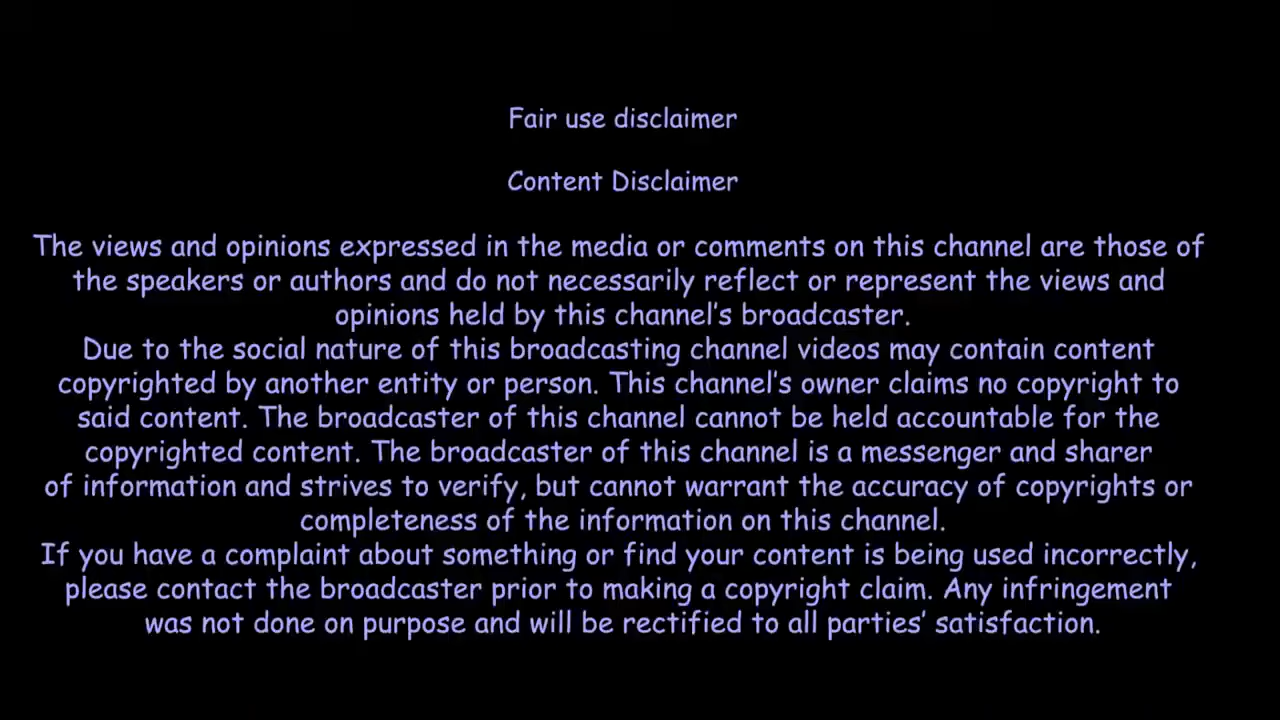 Fair use disclaimer
Content Disclaimer
The views and opinions expressed in the media or comments on this channel are those of
the speakers or authors and do not necessarily reflect or represent the views and
opinions held by this channel’s broadcaster.
Due to the social nature of this broadcasting channel videos may contain content
copyrighted by another entity or person. This channel’s owner claims no copyright to
said content. The broadcaster of this channel cannot be held accountable for the
copyrighted content. The broadcaster of this channel is a messenger and sharer
of information and strives to verify, but cannot warrant the accuracy of copyrights or
completeness of the information on this channel.
If you have a complaint about something or find your content is being used incorrectly,
please contact the broadcaster prior to making a copyright claim. Any infringement
was not done on purpose and will be rectified to all parties’ satisfaction.